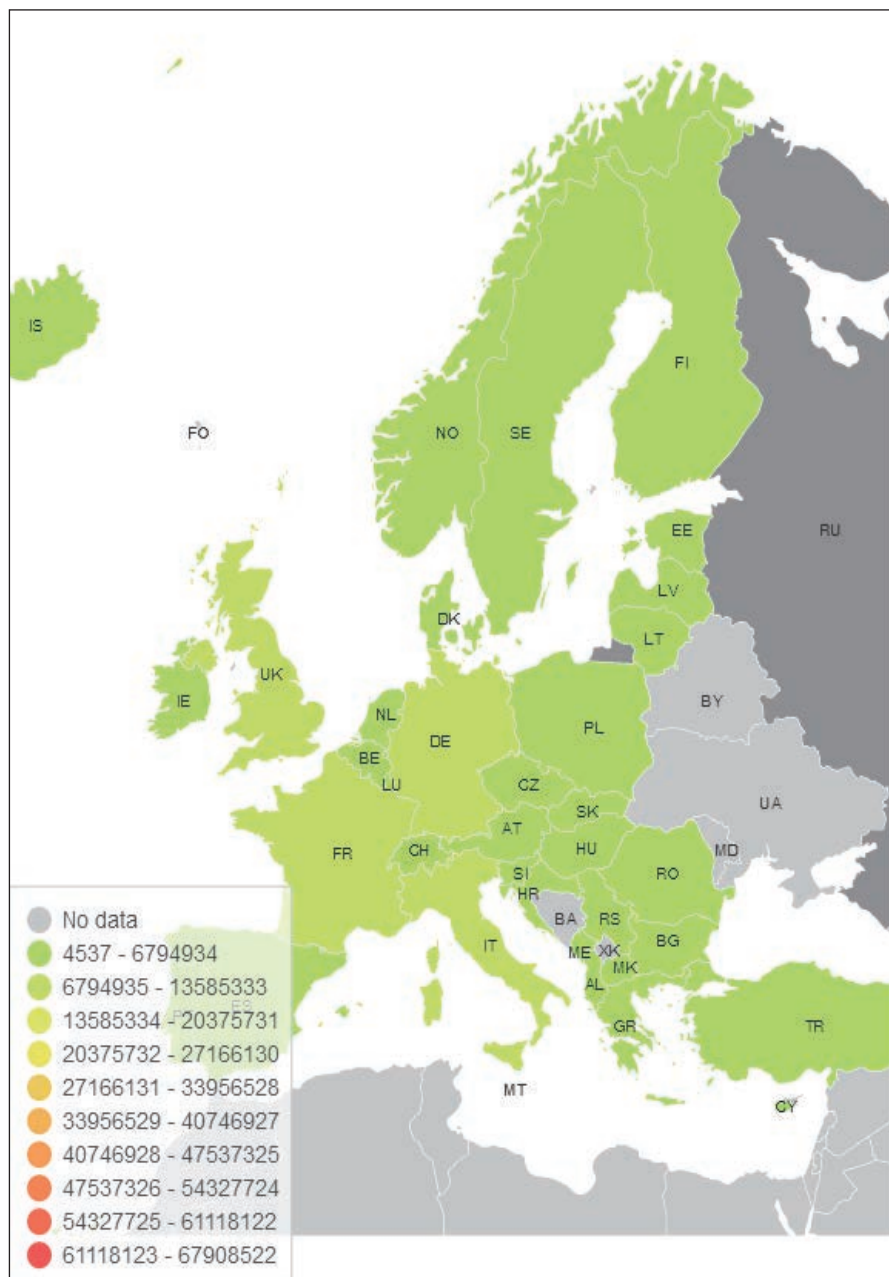 IS
FO
NO
SE
FI
RU
EE
LV
LT
DK
IE
UK
NL
BE
LU
DE
PL
BY
UA
CZ
SK
AT
CH
FR
HU
RO
MD
SI
HR
BA
RS
IT
ME
XK
BG
MK
AL
GR
TR
MT
CY
ES
No data
4537 - 6794934
6794935 - 13585333
13585334 - 20375731
20375732 - 27166130
27166131 - 33956528
33956529 - 40746927
40746928 - 47537325
47537326 - 54327724
54327725 - 61118122
61118123 - 67908522